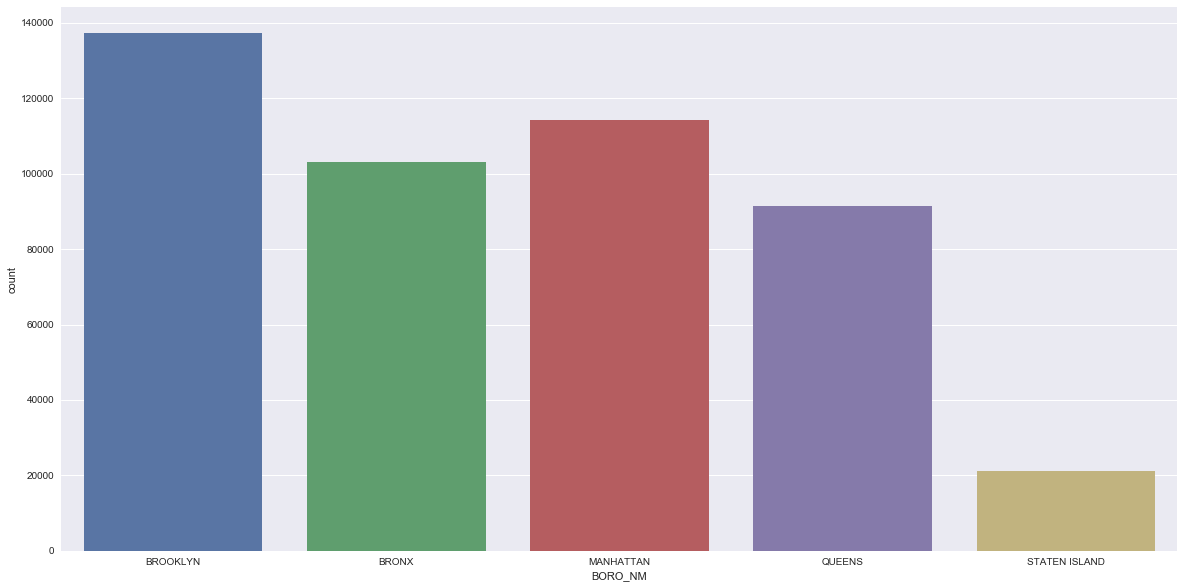 140000
120000
100000
80000
60000
40000
20000
0
count
BROOKLYN
BRONX
MANHATTAN
QUEENS
STATEN ISLAND
BORO_NM